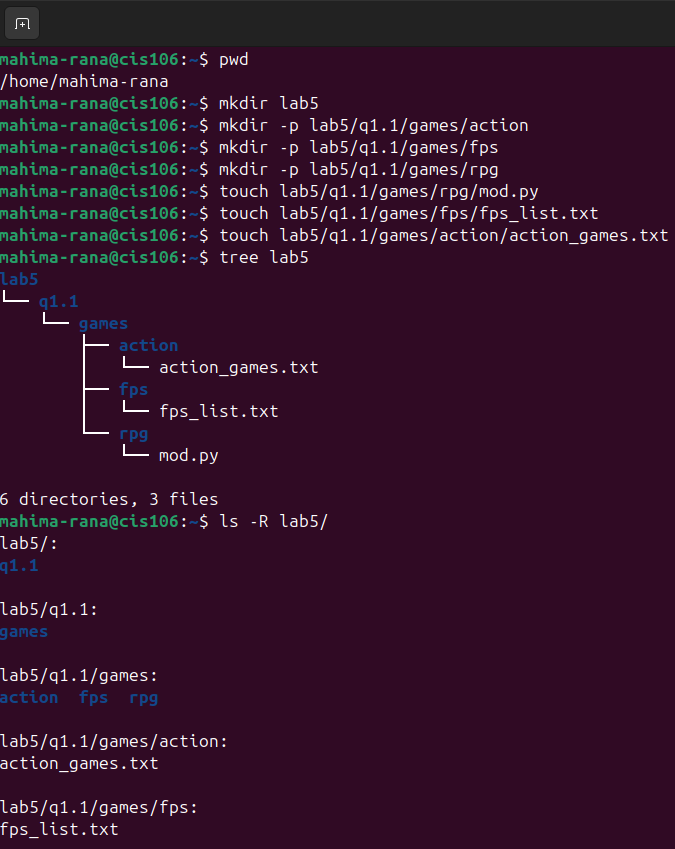 mahima-rana@cis106:~$ pwd
/home/mahima-rana
mahima-rana@cis106:~$ mkdir lab5
mahima-rana@cis106:~$ mkdir -p lab5/q1.1/games/action
mahima-rana@cis106:~$ mkdir -p lab5/q1.1/games/fps
mahima-rana@cis106:~$ mkdir -p lab5/q1.1/games/rpg
mahima-rana@cis106:~$ touch lab5/q1.1/games/rpg/mod.py
mahima-rana@cis106:~$ touch lab5/q1.1/games/fps/fps_list.txt
mahima-rana@cis106:~$ touch lab5/q1.1/games/action/action_games.txt
mahima-rana@cis106:~$ tree lab5
lab5
└── q1.1
    └── games
        ├── action
        │   └── action_games.txt
        ├── fps
        │   └── fps_list.txt
        └── rpg
            └── mod.py

6 directories, 3 files
mahima-rana@cis106:~$ ls -R lab5/
lab5/:
q1.1

lab5/q1.1:
games

lab5/q1.1/games:
action  fps  rpg

lab5/q1.1/games/action:
action_games.txt

lab5/q1.1/games/fps:
fps_list.txt